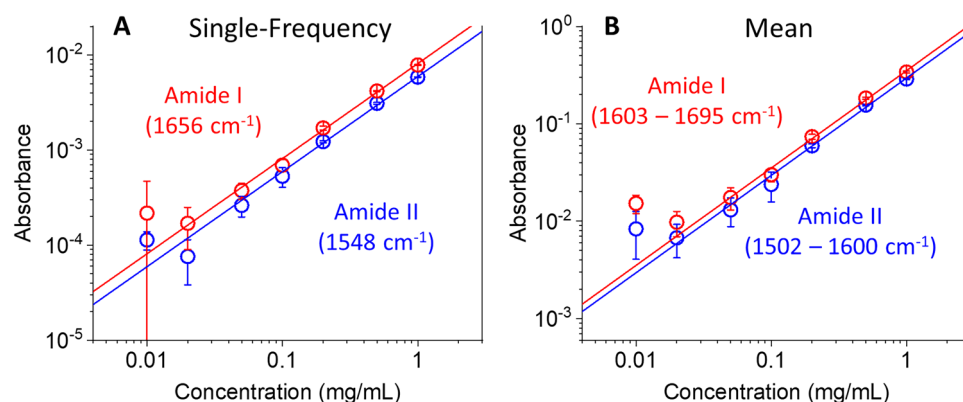 A Single-Frequency
10⁻²
10⁻³
10⁻⁴
10⁻⁵
Absorbance
Amide I
(1656 cm⁻¹)
Amide II
(1548 cm⁻¹)
0.01 0.1 1
Concentration (mg/mL)
B Mean
10⁰
10⁻¹
10⁻²
10⁻³
Absorbance
Amide I
(1603 – 1695 cm⁻¹)
Amide II
(1502 – 1600 cm⁻¹)
0.01 0.1 1
Concentration (mg/mL)